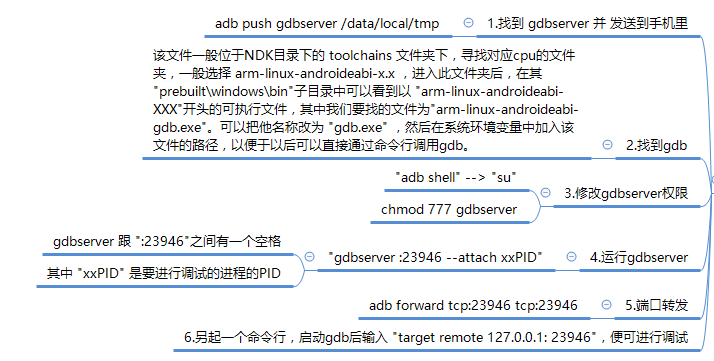 1.找到 gdbserver 并 发送到手机里
adb push gdbserver /data/local/tmp
2.找到gdb
该文件一般位于NDK目录下的 toolchains 文件夹下，寻找对应cpu的文件
夹，一般选择 arm-linux-androideabi-x.x ，进入此文件夹后，在其
"prebuilt\windows\bin"子目录中可以看到以 "arm-linux-androideabi-
XXX"开头的可执行文件，其中我们要找的文件为"arm-linux-androideabi-
gdb.exe"。可以把他名称改为 "gdb.exe" ，然后在系统环境变量中加入该
文件的路径，以便于以后可以直接通过命令行调用gdb。
3.修改gdbserver权限
"adb shell" --> "su"
chmod 777 gdbserver
4.运行gdbserver
"gdbserver :23946 --attach xxPID"
gdbserver 跟 ":23946"之间有一个空格
其中 "xxPID" 是要进行调试的进程的PID
5.端口转发
adb forward tcp:23946 tcp:23946
6.另起一个命令行，启动gdb后输入 "target remote 127.0.0.1: 23946"，便可进行调试